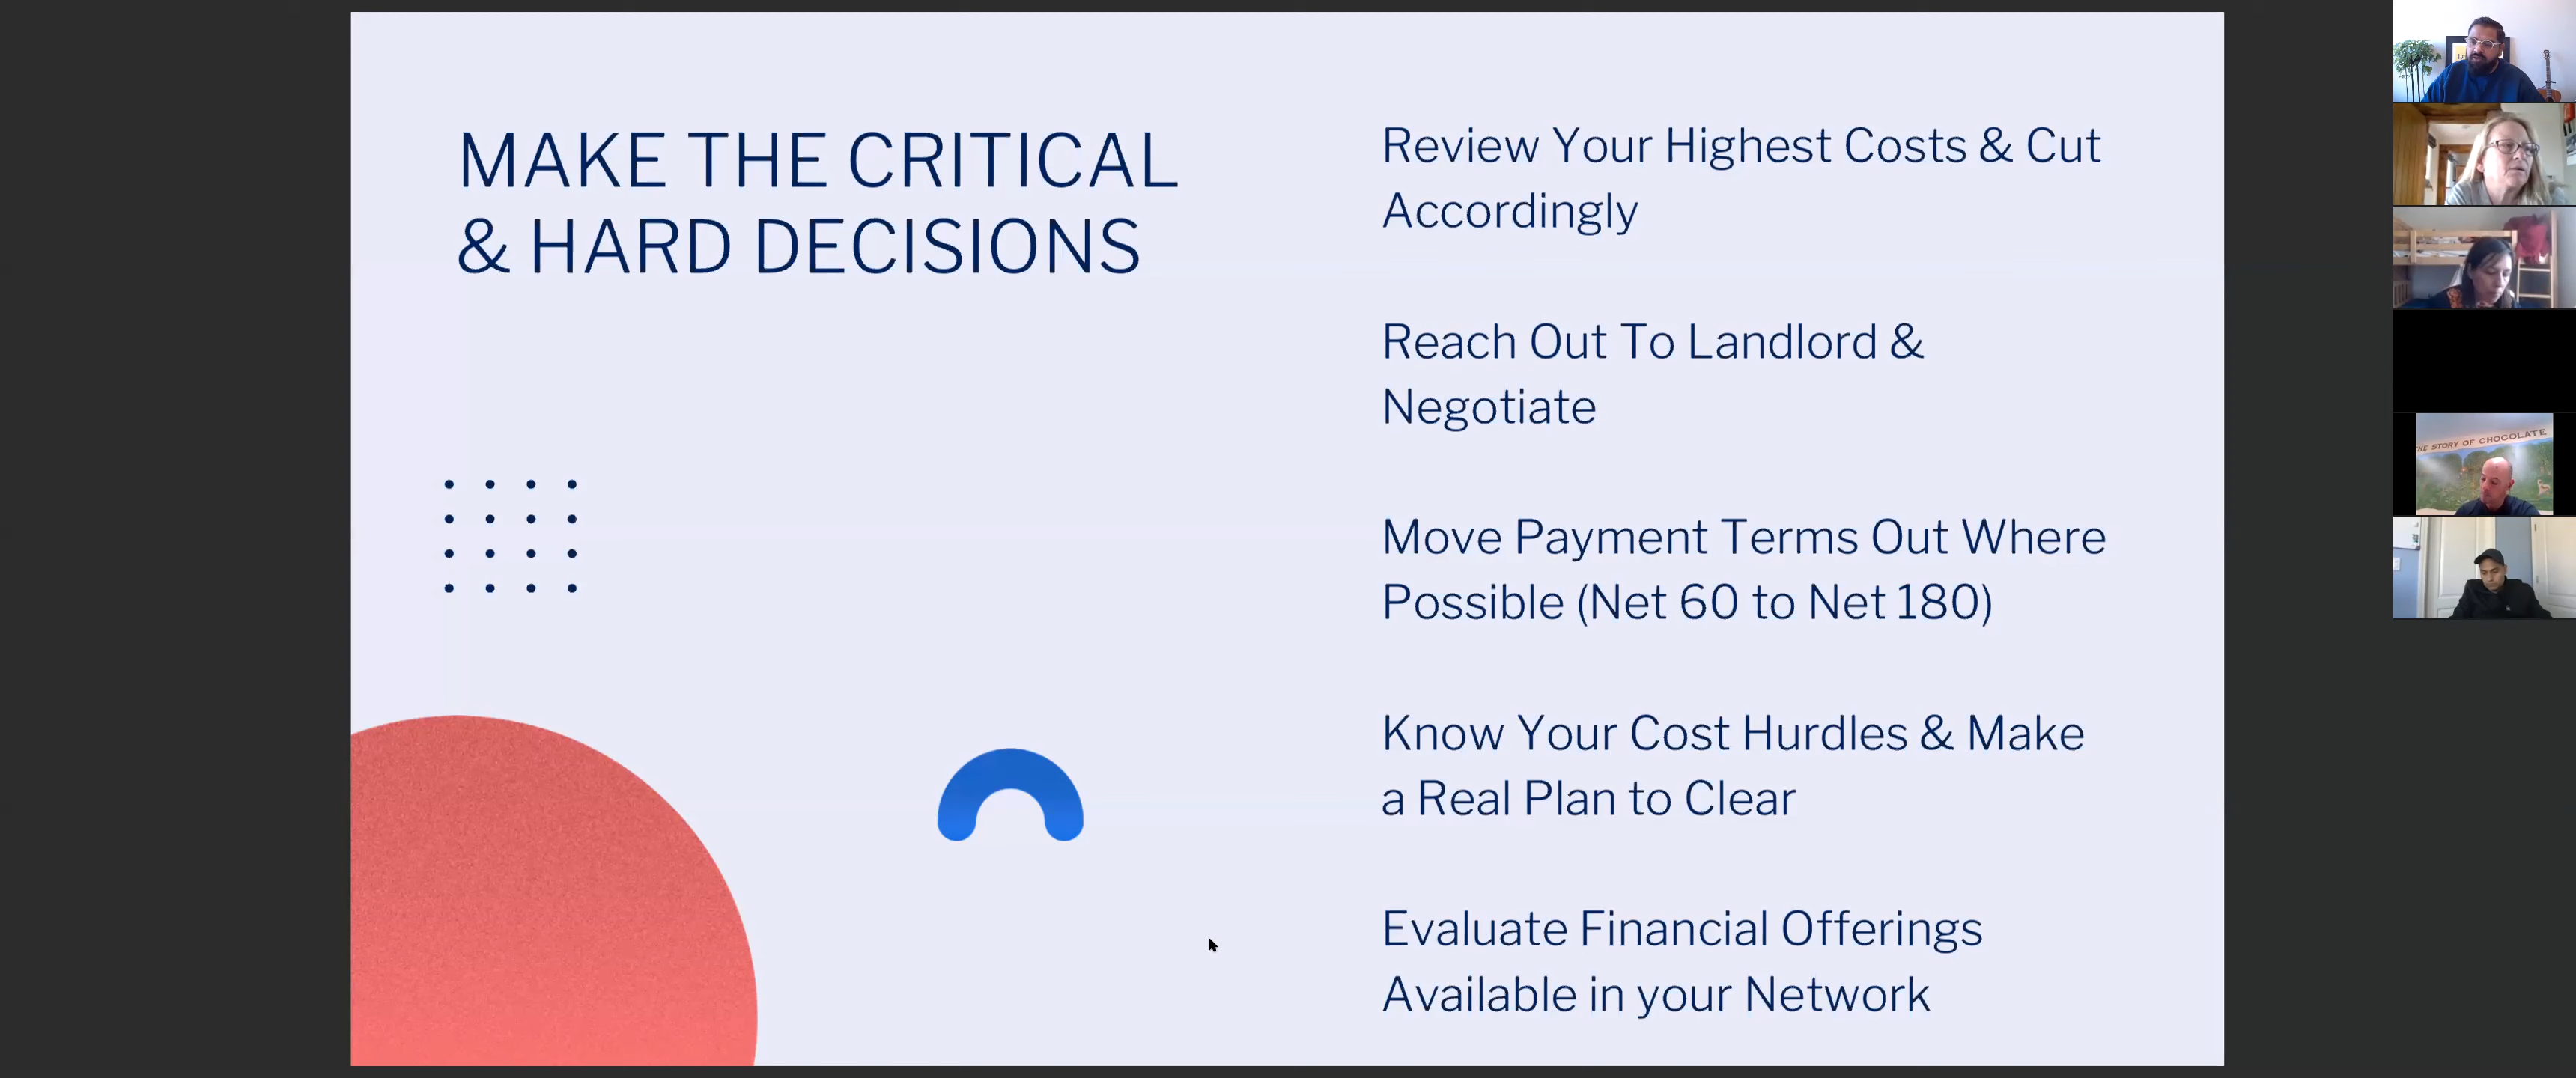 MAKE THE CRITICAL
& HARD DECISIONS
Review Your Highest Costs & Cut
Accordingly
Reach Out To Landlord &
Negotiate
Move Payment Terms Out Where
Possible (Net 60 to Net 180)
Know Your Cost Hurdles & Make
a Real Plan to Clear
Evaluate Financial Offerings
Available in your Network
THE STORY OF CHOCOLATE